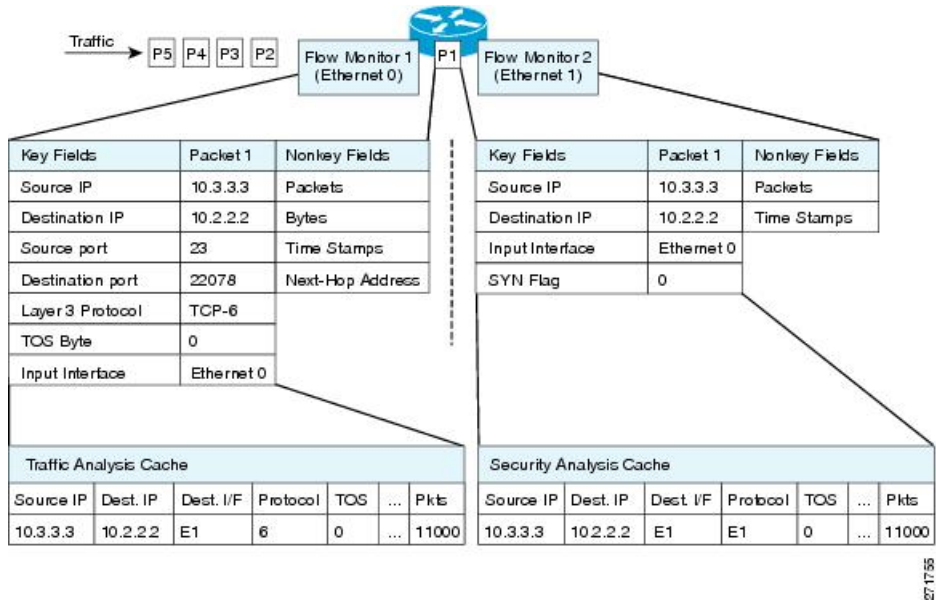 Traffic
P5 P4 P3 P2
Flow Monitor 1
(Ethernet 0)
P1
Flow Monitor 2
(Ethernet 1)
Key Fields Packet 1 Nonkey Fields
Source IP 10.3.3.3 Packets
Destination IP 10.2.2.2 Bytes
Source port 23 Time Stamps
Destination port 22078 Next-Hop Address
Layer 3 Protocol TCP-6
TOS Byte 0
Input Interface Ethernet 0
Key Fields Packet 1 Nonkey Fields
Source IP 10.3.3.3 Packets
Destination IP 10.2.2.2 Time Stamps
Input Interface Ethernet 0
SYN Flag 0
Traffic Analysis Cache
Source IP Dest. IP Dest. I/F Protocol TOS ... Pkts
10.3.3.3 10.2.2.2 E1 6 0 ... 11000
Security Analysis Cache
Source IP Dest. IP Dest. I/F Protocol TOS ... Pkts
10.3.3.3 10.2.2.2 E1 E1 0 ... 11000
271755